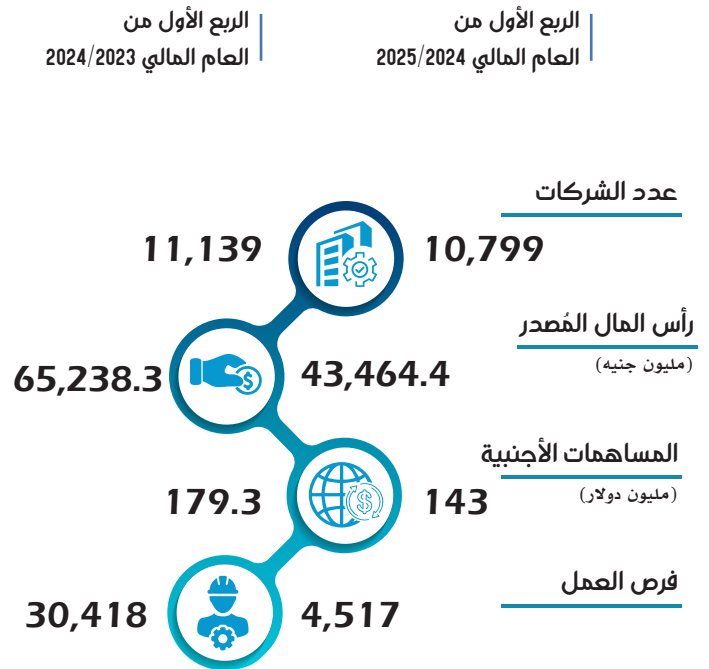 الربع الأول من
العام المالي 2025/2024
الربع الأول من
العام المالي 2024/2023
عدد الشركات
10,799
11,139
رأس المال المُصدر
(مليون جنيه)
43,464.4
65,238.3
المساهمات الأجنبية
(مليون دولار)
143
179.3
فرص العمل
4,517
30,418